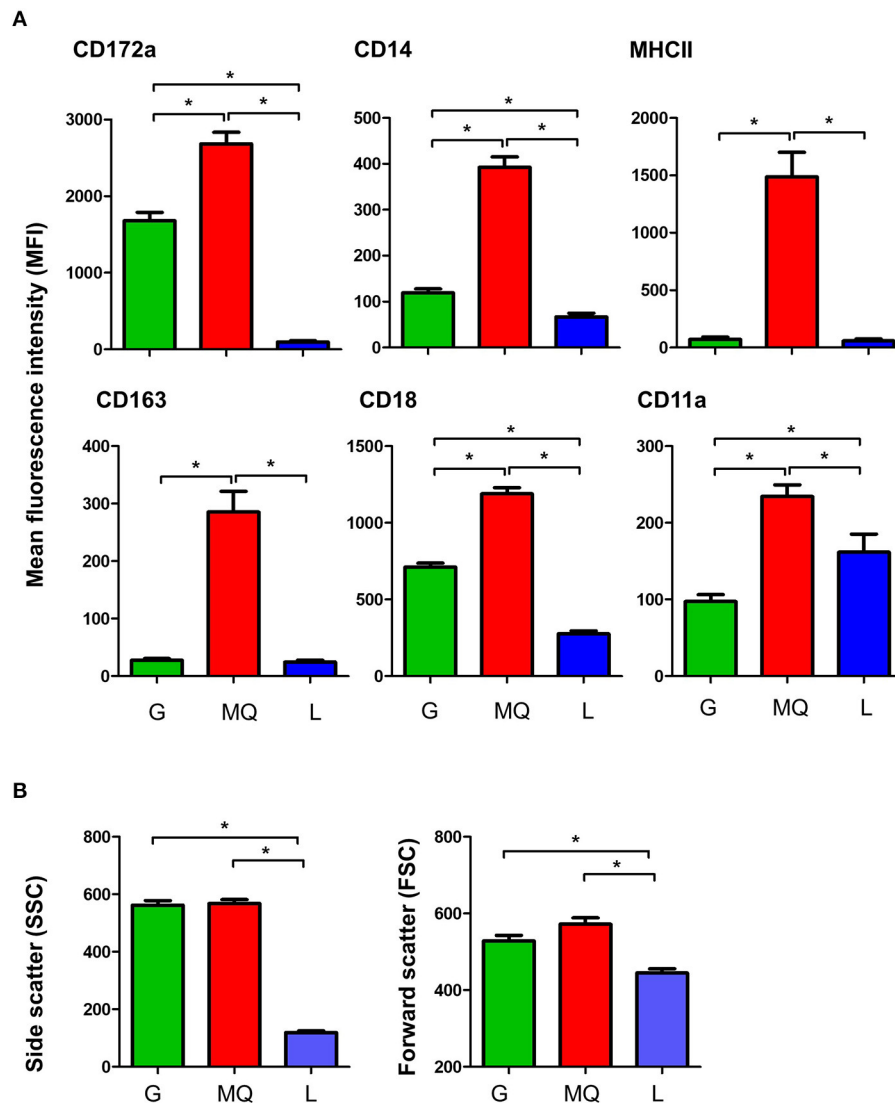 A
CD172a
CD14
MHCII
* * *
* * *
* *
3000
2000
1000
0
500
400
300
200
100
0
2000
1500
1000
500
0
Mean fluorescence intensity (MFI)
CD163
CD18
CD11a
* *
* * *
* * *
400
300
200
100
0
1500
1000
500
0
300
200
100
0
G MQ L
G MQ L
G MQ L
B
Side scatter (SSC)
800
600
400
200
0
* *
G MQ L
Forward scatter (FSC)
800
600
400
200
* *
G MQ L